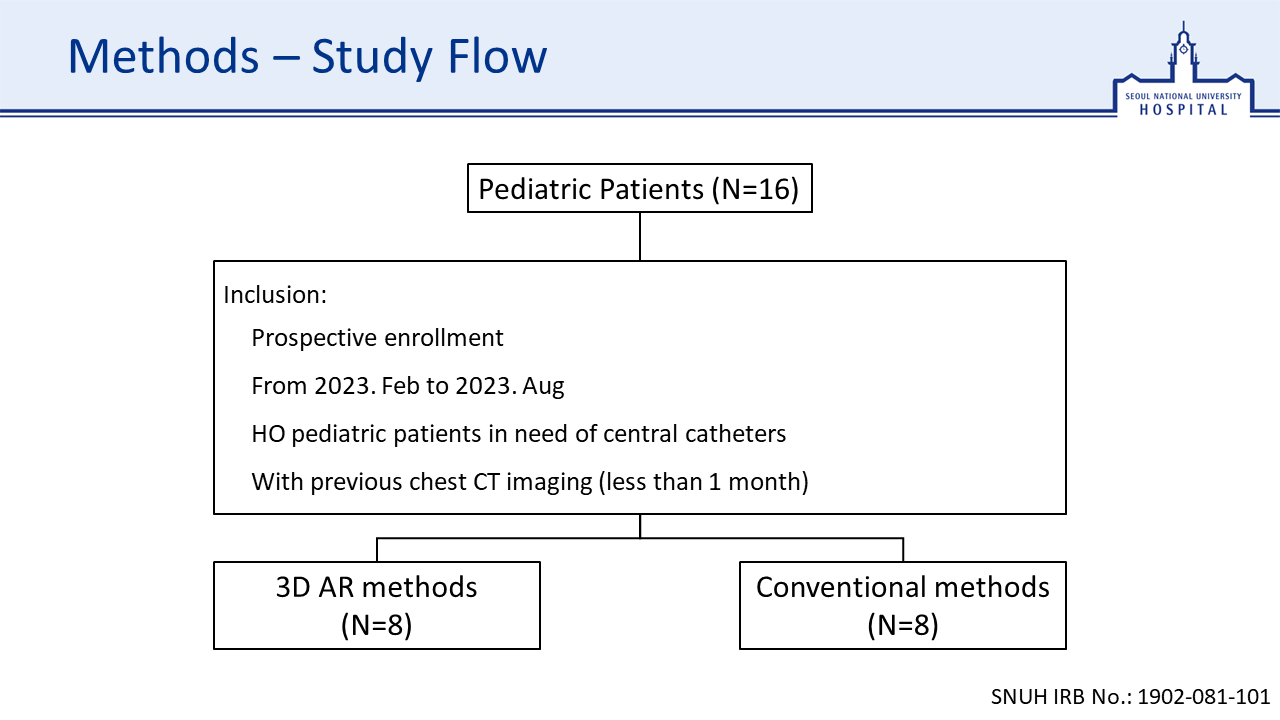 Methods – Study Flow
SEOUL NATIONAL UNIVERSITY
HOSPITAL
Pediatric Patients (N=16)
Inclusion:
Prospective enrollment
From 2023. Feb to 2023. Aug
HO pediatric patients in need of central catheters
With previous chest CT imaging (less than 1 month)
3D AR methods
(N=8)
Conventional methods
(N=8)
SNUH IRB No.: 1902-081-101